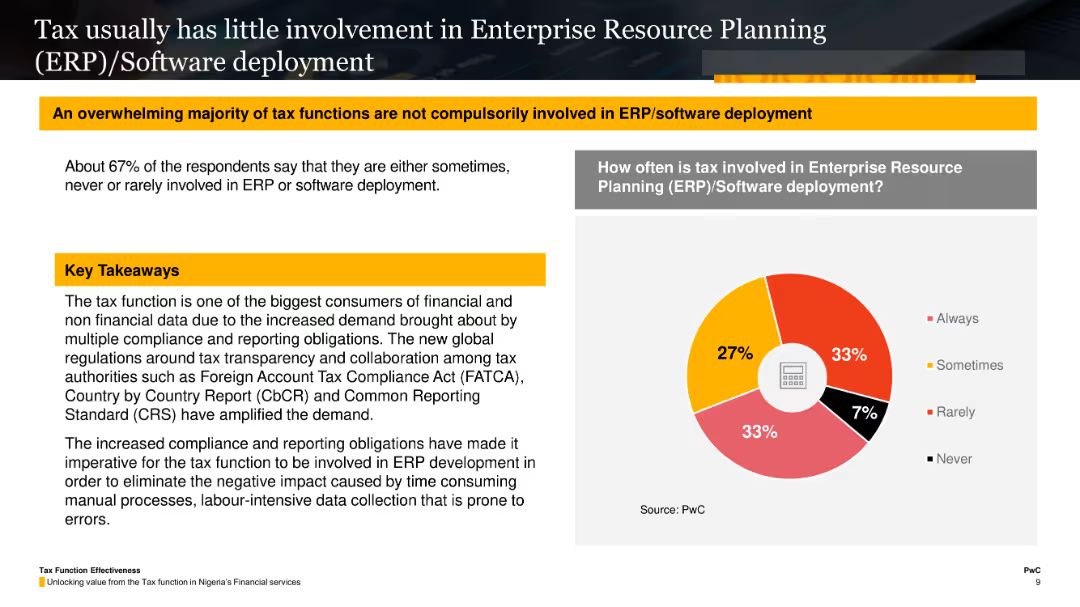 Tax usually has little involvement in Enterprise Resource Planning
(ERP)/Software deployment
An overwhelming majority of tax functions are not compulsorily involved in ERP/software deployment
About 67% of the respondents say that they are either sometimes,
never or rarely involved in ERP or software deployment.
Key Takeaways
The tax function is one of the biggest consumers of financial and
non financial data due to the increased demand brought about by
multiple compliance and reporting obligations. The new global
regulations around tax transparency and collaboration among tax
authorities such as Foreign Account Tax Compliance Act (FATCA),
Country by Country Report (CbCR) and Common Reporting
Standard (CRS) have amplified the demand.
The increased compliance and reporting obligations have made it
imperative for the tax function to be involved in ERP development in
order to eliminate the negative impact caused by time consuming
manual processes, labour-intensive data collection that is prone to
errors.
How often is tax involved in Enterprise Resource
Planning (ERP)/Software deployment?
27%
33%
7%
33%
Always
Sometimes
Rarely
Never
Source: PwC
Tax Function Effectiveness
Unlocking value from the Tax function in Nigeria's Financial services
PwC
9